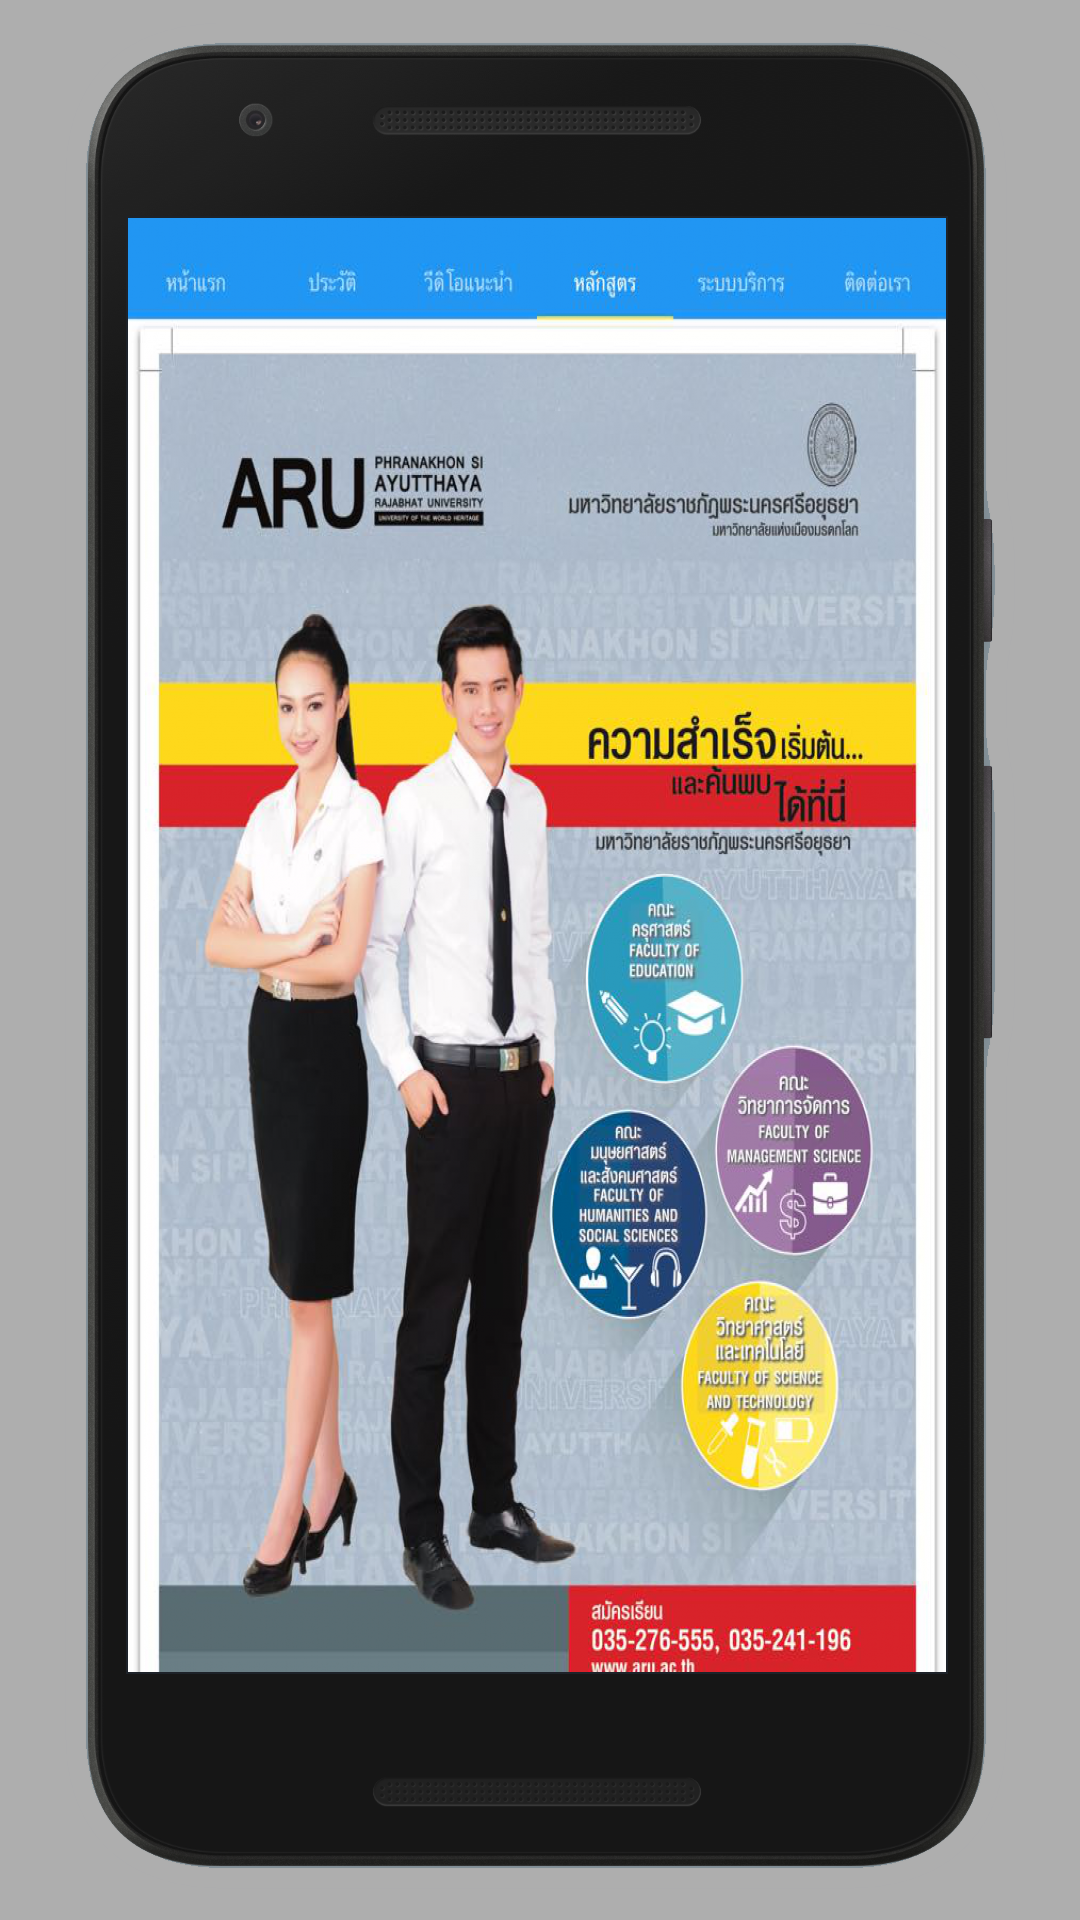 หน้าแรก ประวัติ วีดิโอแนะนำ หลักสูตร ระบบบริการ ติดต่อเรา
ARU
PHRANAKHON SI
AYUTTHAYA
RAJABHAT UNIVERSITY
UNIVERSITY OF THE WORLD HERITAGE
มหาวิทยาลัยราชภัฏพระนครศรีอยุธยา
มหาวิทยาลัยแห่งเมืองมรดกโลก
ความสำเร็จ เริ่มต้น...
และค้นพบ
ได้ที่นี่
มหาวิทยาลัยราชภัฏพระนครศรีอยุธยา
คณะ
ครุศาสตร์
FACULTY OF
EDUCATION
คณะ
วิทยาการจัดการ
FACULTY OF
MANAGEMENT SCIENCE
คณะ
มนุษยศาสตร์
และสังคมศาสตร์
FACULTY OF
HUMANITIES AND
SOCIAL SCIENCES
คณะ
วิทยาศาสตร์
และเทคโนโลยี
FACULTY OF SCIENCE
AND TECHNOLOGY
สมัครเรียน
035-276-555, 035-241-196
www.aru.ac.th